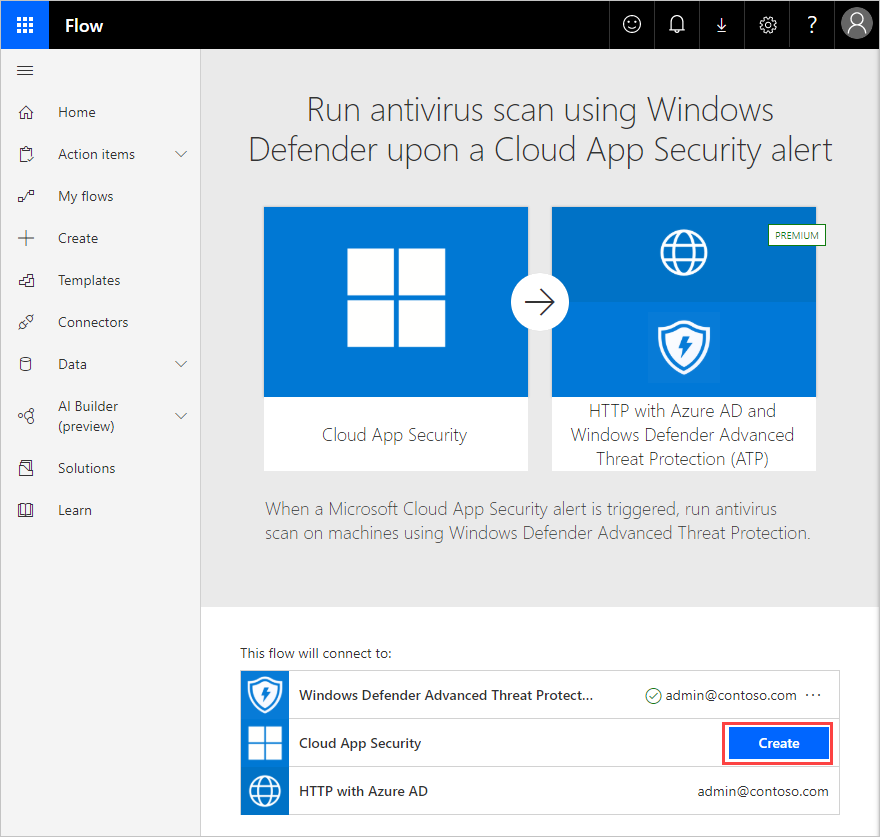 Flow
?
Home
Action items
My flows
Create
Templates
Connectors
Data
AI Builder
(preview)
Solutions
Learn
Run antivirus scan using Windows
Defender upon a Cloud App Security alert
PREMIUM
Cloud App Security
HTTP with Azure AD and
Windows Defender Advanced
Threat Protection (ATP)
When a Microsoft Cloud App Security alert is triggered, run antivirus
scan on machines using Windows Defender Advanced Threat Protection.
This flow will connect to:
Windows Defender Advanced Threat Protect... admin@contoso.com ···
Cloud App Security Create
HTTP with Azure AD admin@contoso.com